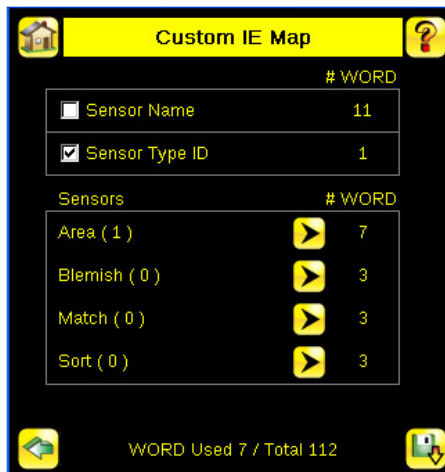 Custom IE Map
?
# WORD
Sensor Name 11
Sensor Type ID 1
Sensors # WORD
Area ( 1 ) 7
Blemish ( 0 ) 3
Match ( 0 ) 3
Sort ( 0 ) 3
WORD Used 7 / Total 112